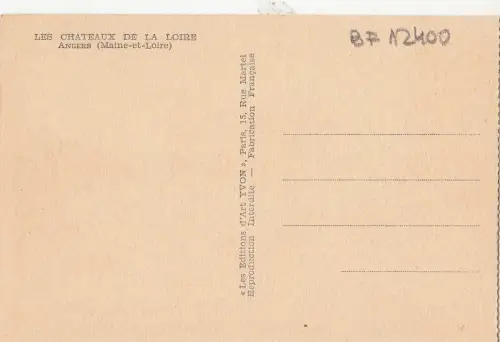 LES CHATEAUX DE LA LOIRE
ANGERS (Maine-et-Loire)
BF 12400
« Les Editions d'Art YVON », Paris, 15, Rue Martel
Reproduction Interdite — Fabrication Française